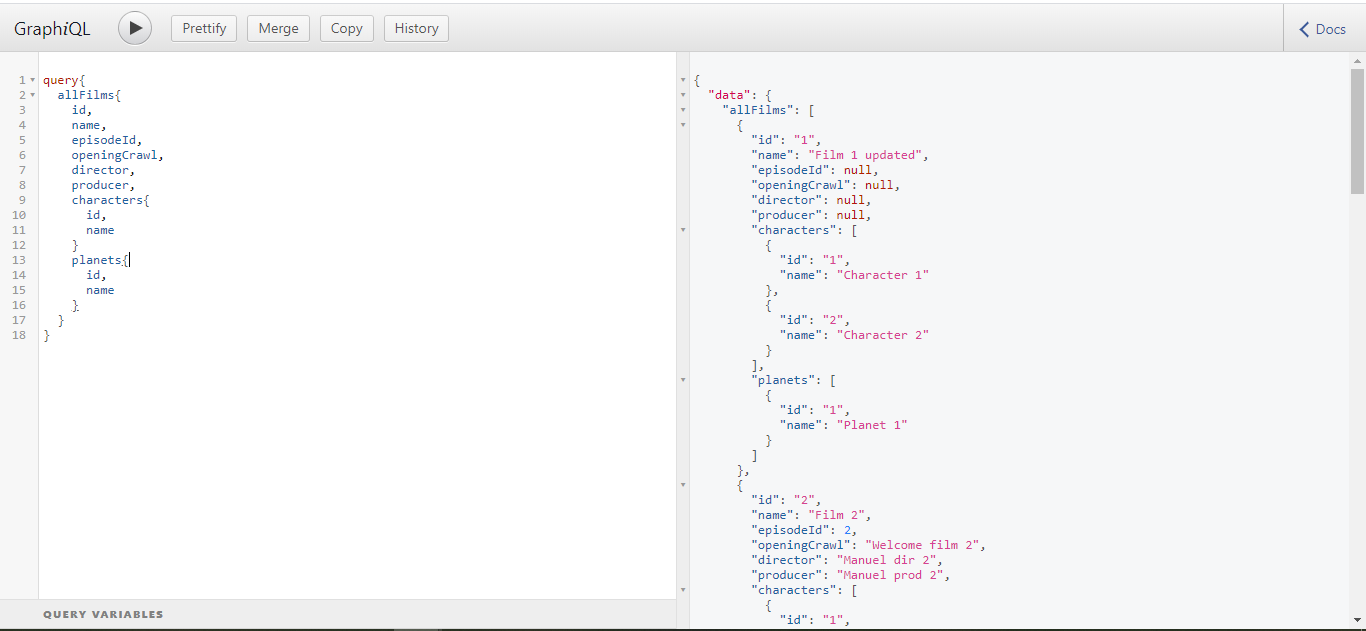 GraphiQL Prettify Merge Copy History Docs
1 query{
2 allFilms{
3 id,
4 name,
5 episodeId,
6 openingCrawl,
7 director,
8 producer,
9 characters{
10 id,
11 name
12 }
13 planets{
14 id,
15 name
16 }
17 }
18 }
QUERY VARIABLES
{
"data": {
"allFilms": [
{
"id": "1",
"name": "Film 1 updated",
"episodeId": null,
"openingCrawl": null,
"director": null,
"producer": null,
"characters": [
{
"id": "1",
"name": "Character 1"
},
{
"id": "2",
"name": "Character 2"
}
],
"planets": [
{
"id": "1",
"name": "Planet 1"
}
]
},
{
"id": "2",
"name": "Film 2",
"episodeId": 2,
"openingCrawl": "Welcome film 2",
"director": "Manuel dir 2",
"producer": "Manuel prod 2",
"characters": [
{
"id": "1",